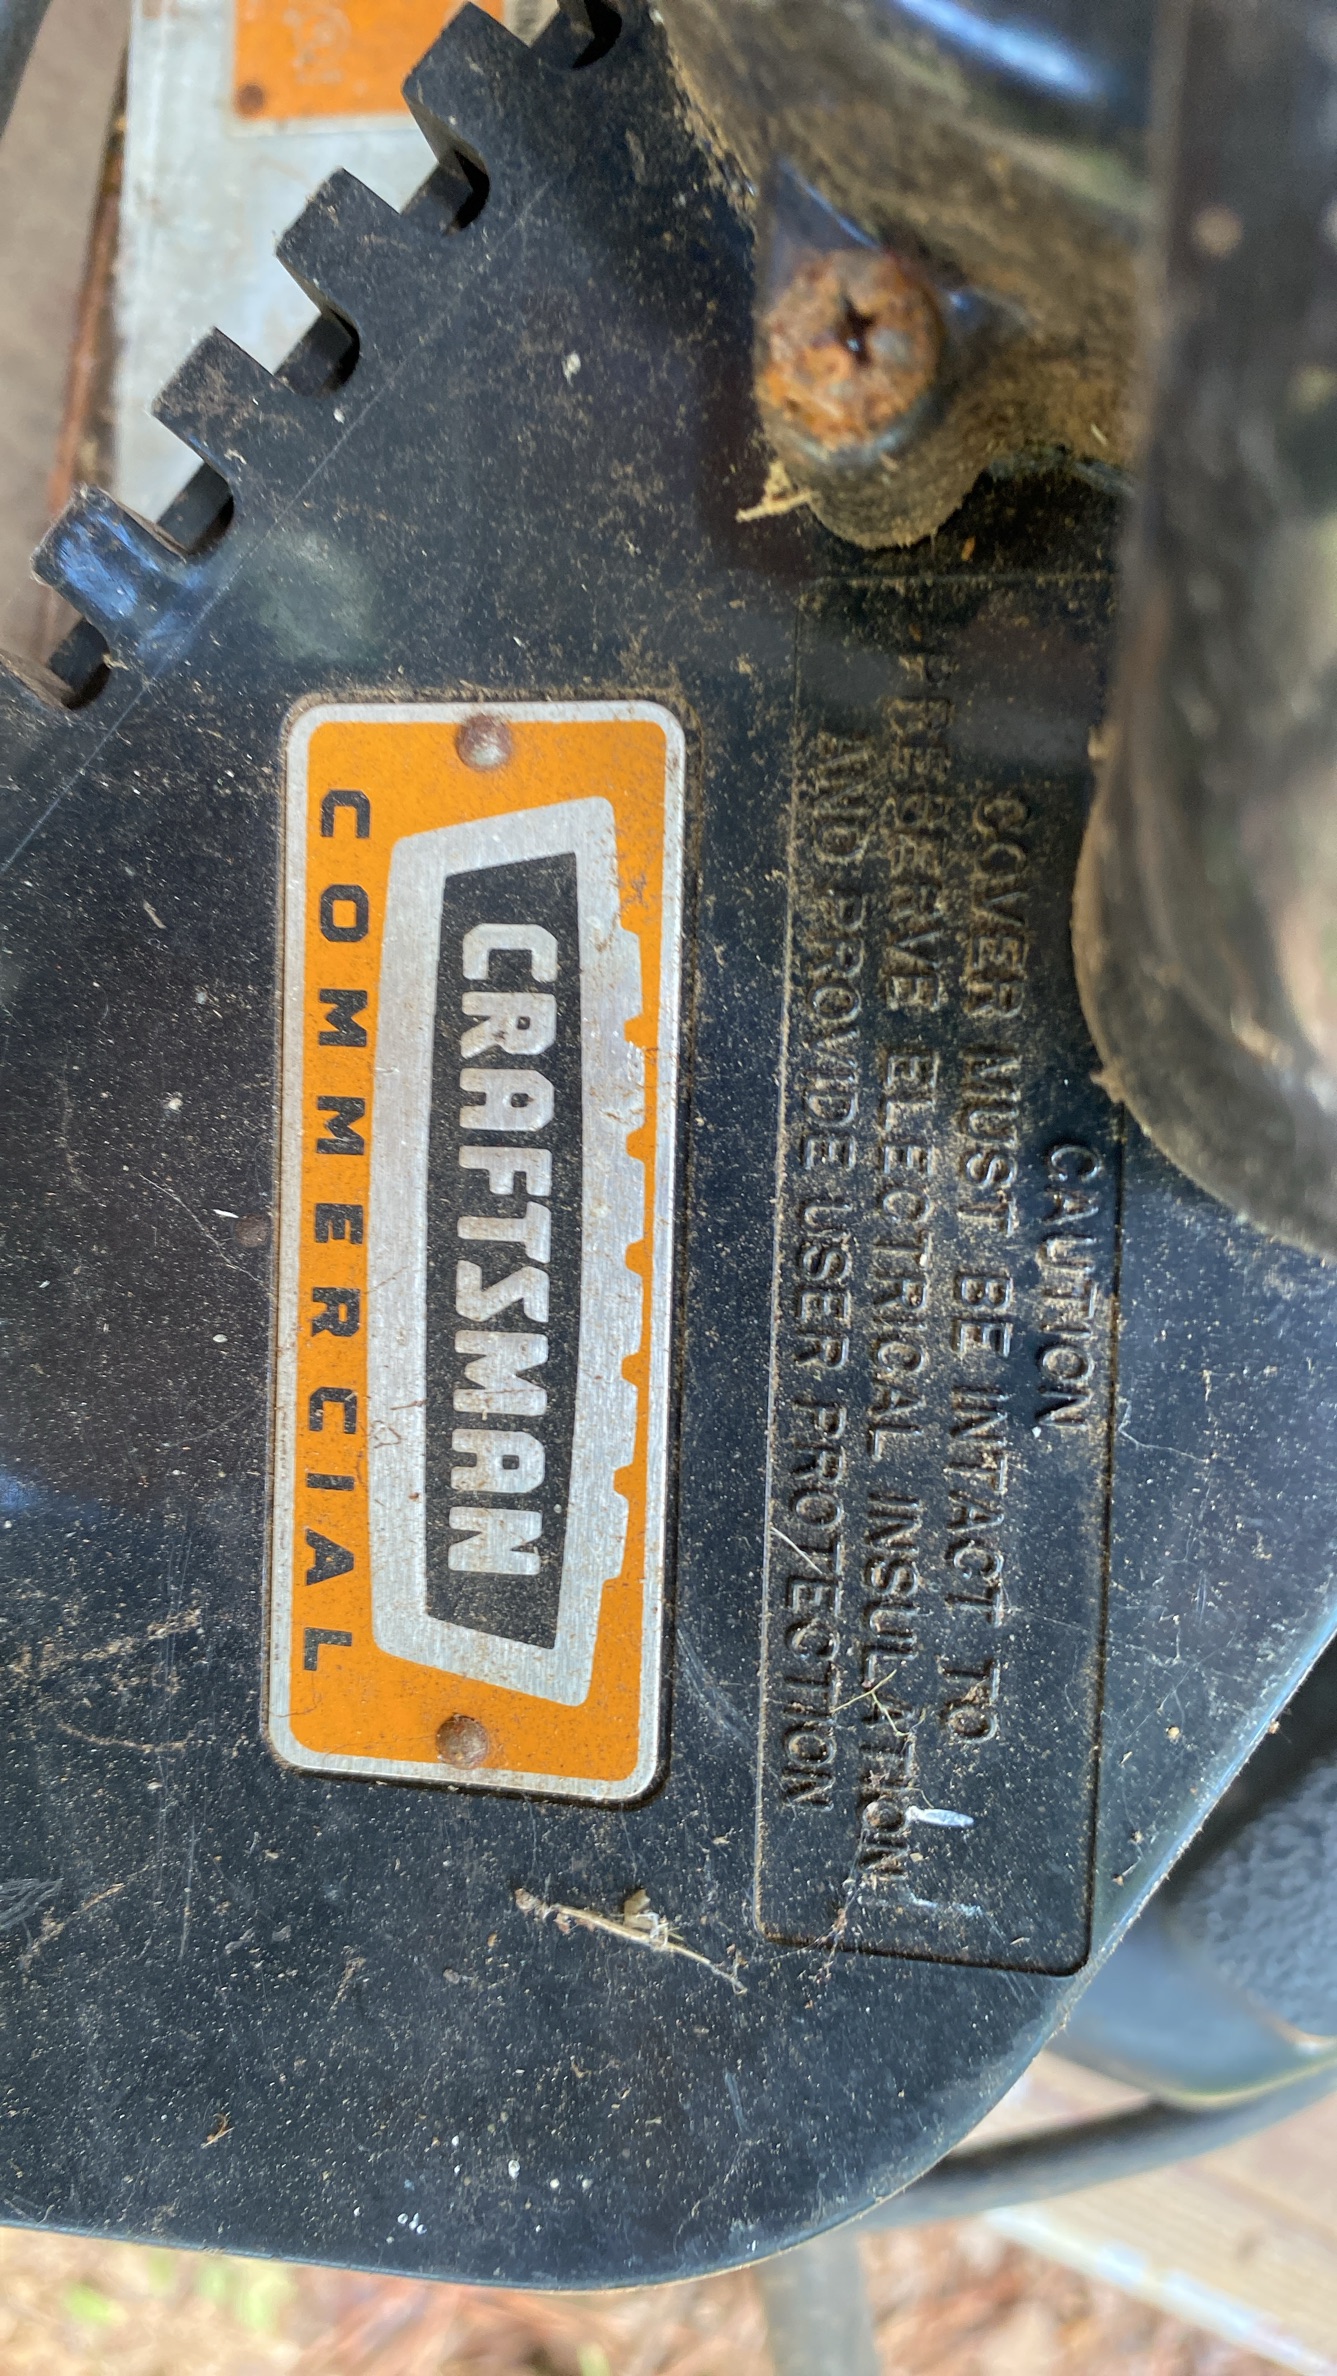 CRAFTSMAN
COMMERCIAL
CAUTION
COVER MUST BE INTACT TO
PRESERVE ELECTRICAL INSULATION
AND PROVIDE USER PROTECTION